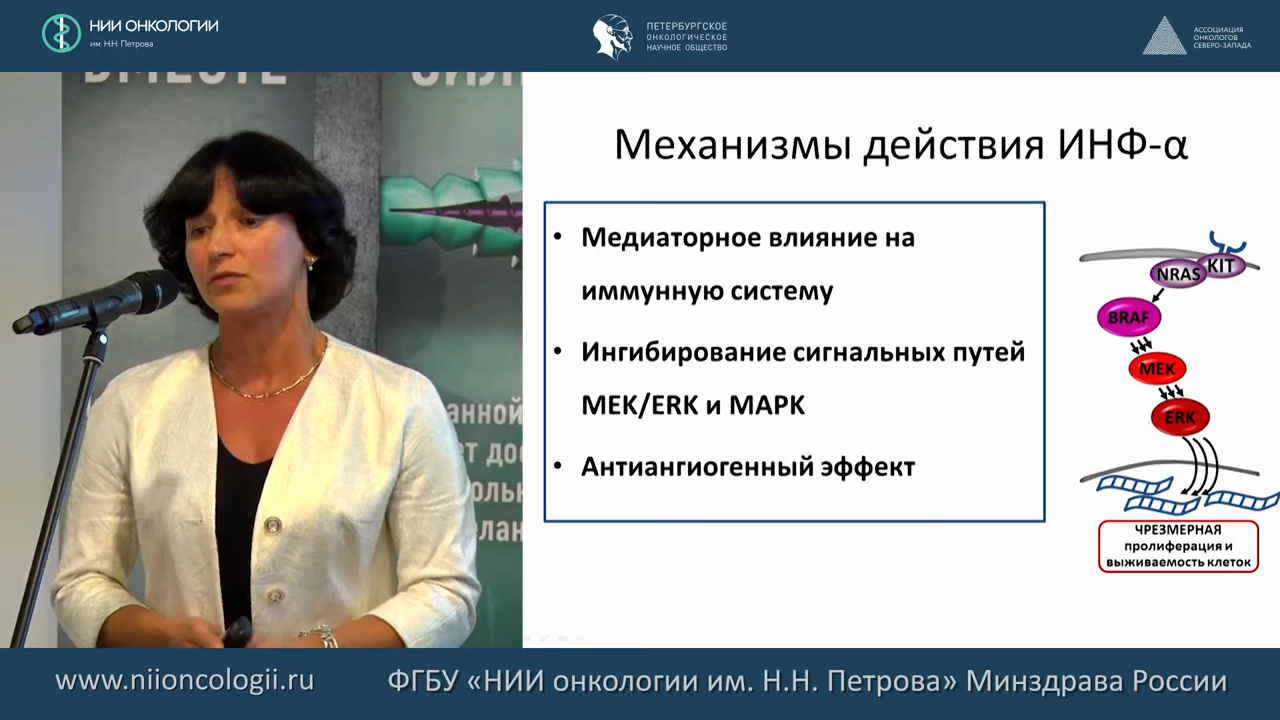 НИИ ОНКОЛОГИИ
им. Н.Н. Петрова
ПЕТЕРБУРГСКОЕ
ОНКОЛОГИЧЕСКОЕ
НАУЧНОЕ ОБЩЕСТВО
АССОЦИАЦИЯ
ОНКОЛОГОВ
СЕВЕРО-ЗАПАДА
ВМЕСТЕ
Механизмы действия ИНФ-α
• Медиаторное влияние на
иммунную систему
• Ингибирование сигнальных путей
MEK/ERK и MAPK
• Антиангиогенный эффект
NRAS
KIT
BRAF
MEK
ERK
ЧРЕЗМЕРНАЯ
пролиферация и
выживаемость клеток
www.niioncologii.ru
ФГБУ «НИИ онкологии им. Н.Н. Петрова» Минздрава России